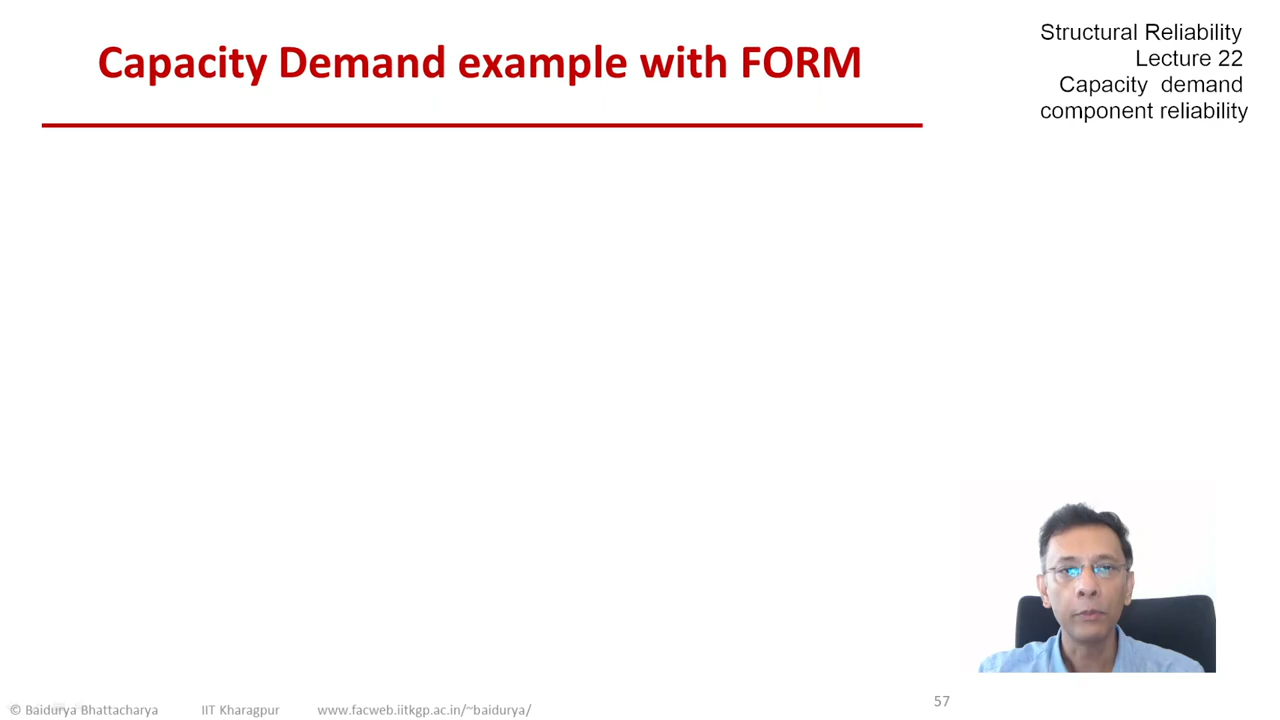 Capacity Demand example with FORM
Structural Reliability
Lecture 22
Capacity demand
component reliability
57
© Baidurya Bhattacharya IIT Kharagpur www.facweb.iitkgp.ac.in/~baidurya/